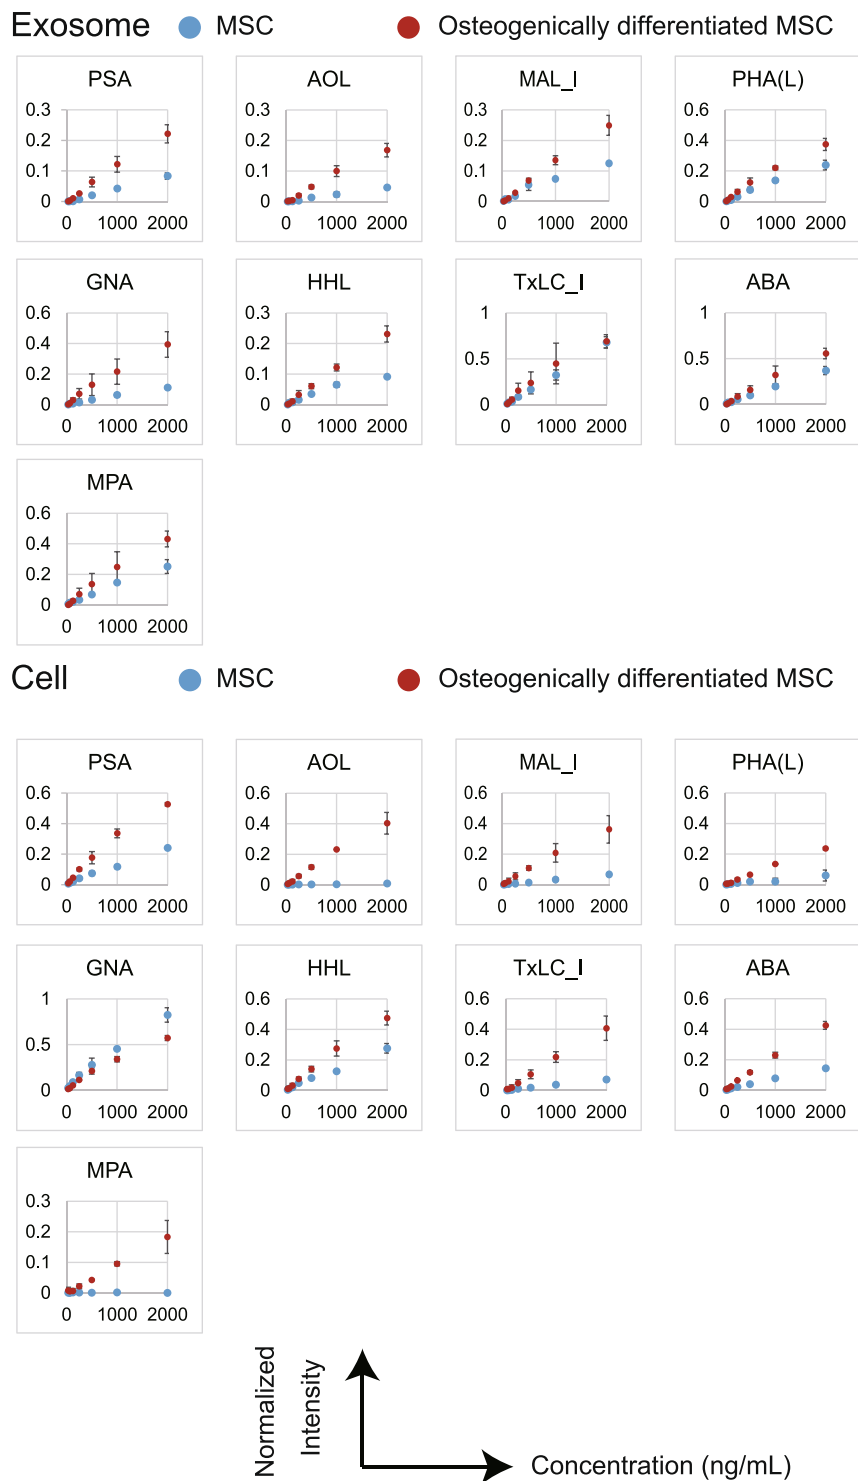 Exosome MSC Osteogenically differentiated MSC
PSA AOL MAL_I PHA(L)
0.3 0.3 0.3 0.6
0.2 0.2 0.2 0.4
0.1 0.1 0.1 0.2
0 0 0 0
0 1000 2000 0 1000 2000 0 1000 2000 0 1000 2000
GNA HHL TxLC_I ABA
0.6 0.3 1 1
0.4 0.2 0.5 0.5
0.2 0.1
0 0 0 0
0 1000 2000 0 1000 2000 0 1000 2000 0 1000 2000
MPA
0.6
0.4
0.2
0
0 1000 2000
Cell MSC Osteogenically differentiated MSC
PSA AOL MAL_I PHA(L)
0.6 0.6 0.6 0.6
0.4 0.4 0.4 0.4
0.2 0.2 0.2 0.2
0 0 0 0
0 1000 2000 0 1000 2000 0 1000 2000 0 1000 2000
GNA HHL TxLC_I ABA
1 0.6 0.6 0.6
0.5 0.4 0.4 0.4
0.2 0.2 0.2
0 0 0 0
0 1000 2000 0 1000 2000 0 1000 2000 0 1000 2000
MPA
0.3
0.2
0.1
0
0 1000 2000
Normalized
Intensity
Concentration (ng/mL)